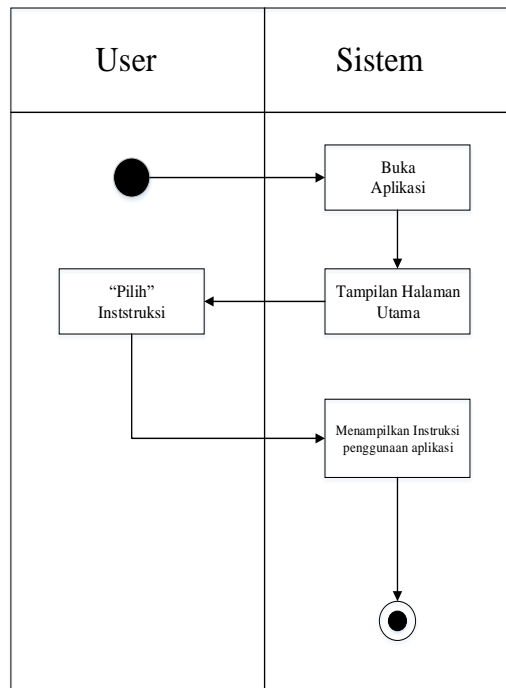 User
Sistem
Buka
Aplikasi
Tampilan Halaman
Utama
“Pilih”
Inststruksi
Menampilkan Instruksi
penggunaan aplikasi